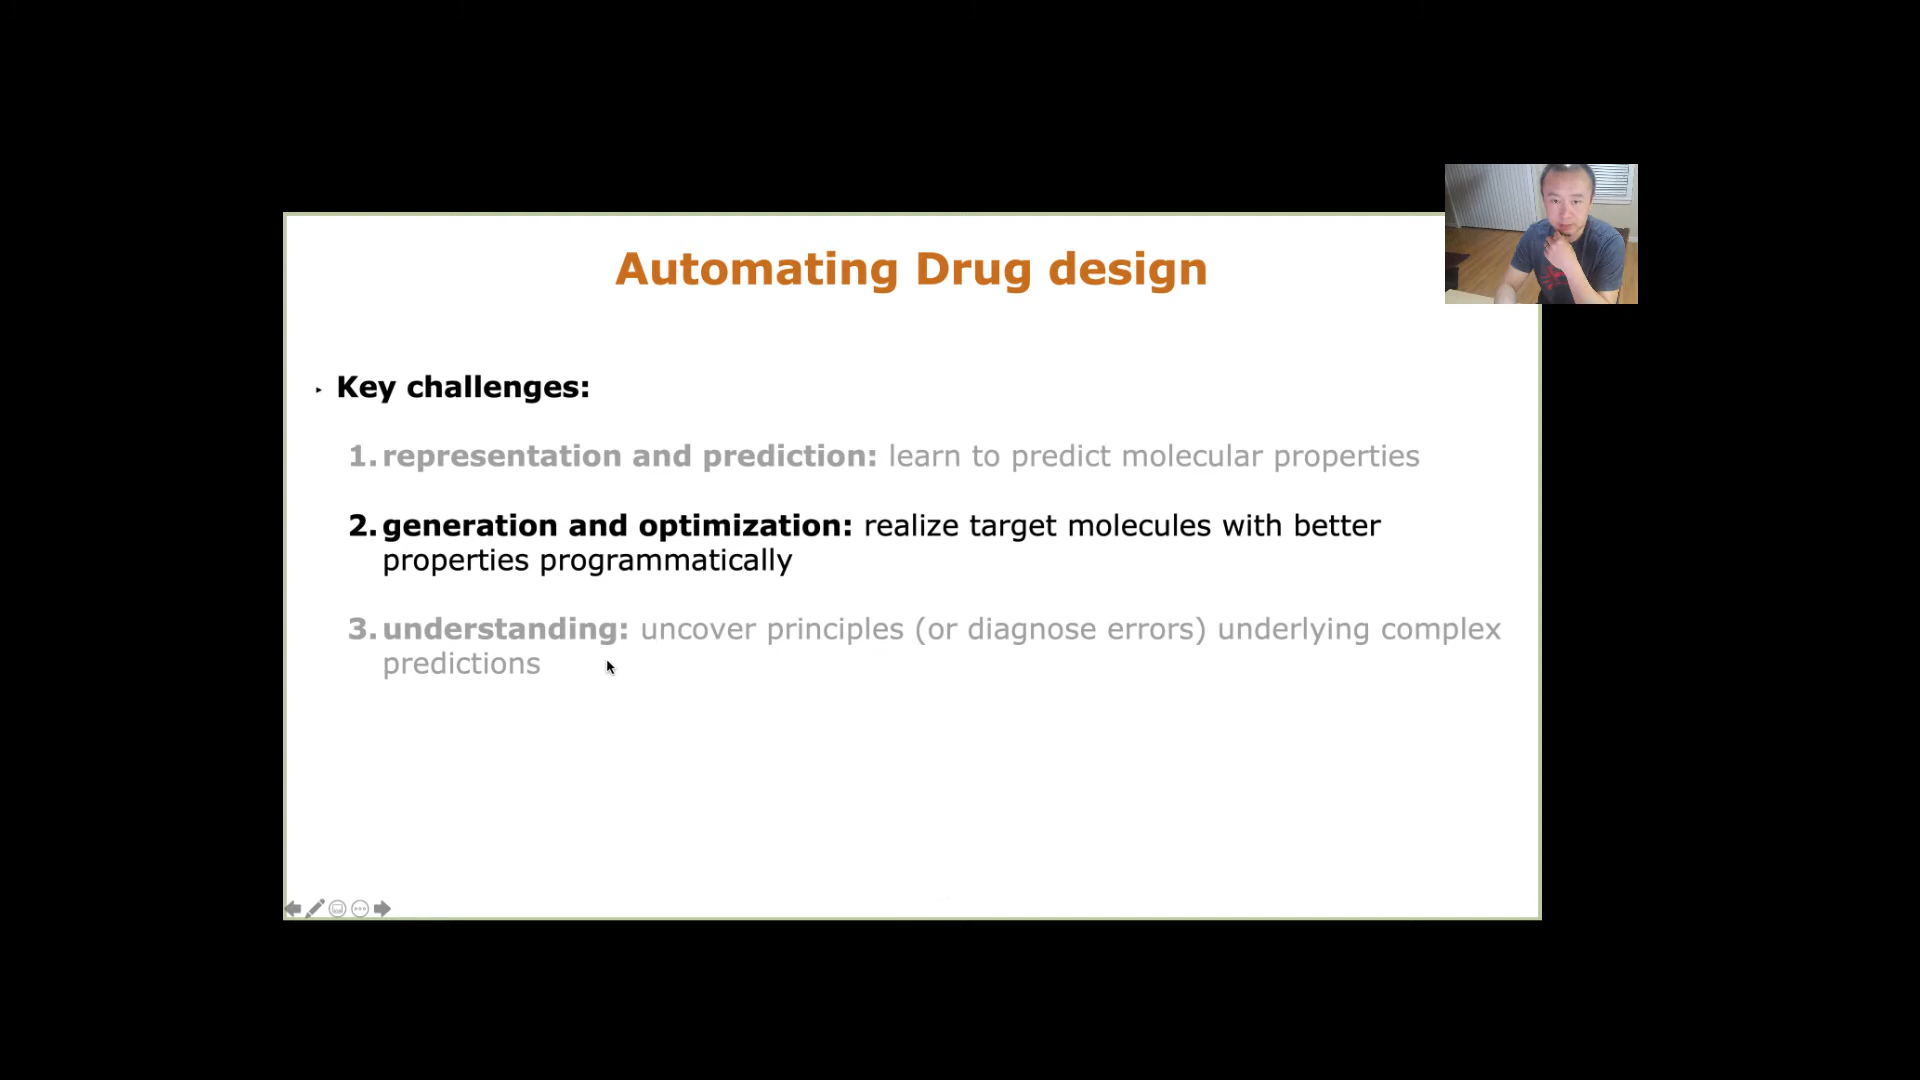 Automating Drug design
Key challenges:
1. representation and prediction: learn to predict molecular properties
2. generation and optimization: realize target molecules with better
properties programmatically
3. understanding: uncover principles (or diagnose errors) underlying complex
predictions